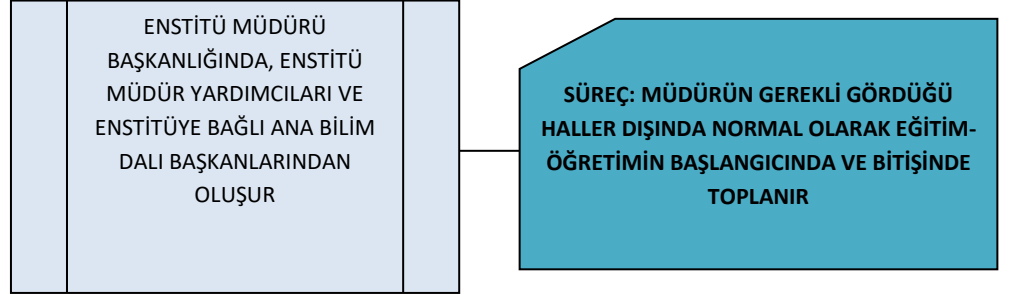 ENSTİTÜ MÜDÜRÜ
BAŞKANLIĞINDA, ENSTİTÜ
MÜDÜR YARDIMCILARI VE
ENSTİTÜYE BAĞLI ANA BİLİM
DALI BAŞKANLARINDAN
OLUŞUR
SÜREÇ: MÜDÜRÜN GEREKLİ GÖRDÜĞÜ
HALLER DIŞINDA NORMAL OLARAK EĞİTİM-
ÖĞRETİMİN BAŞLANGICINDA VE BİTİŞİNDE
TOPLANIR